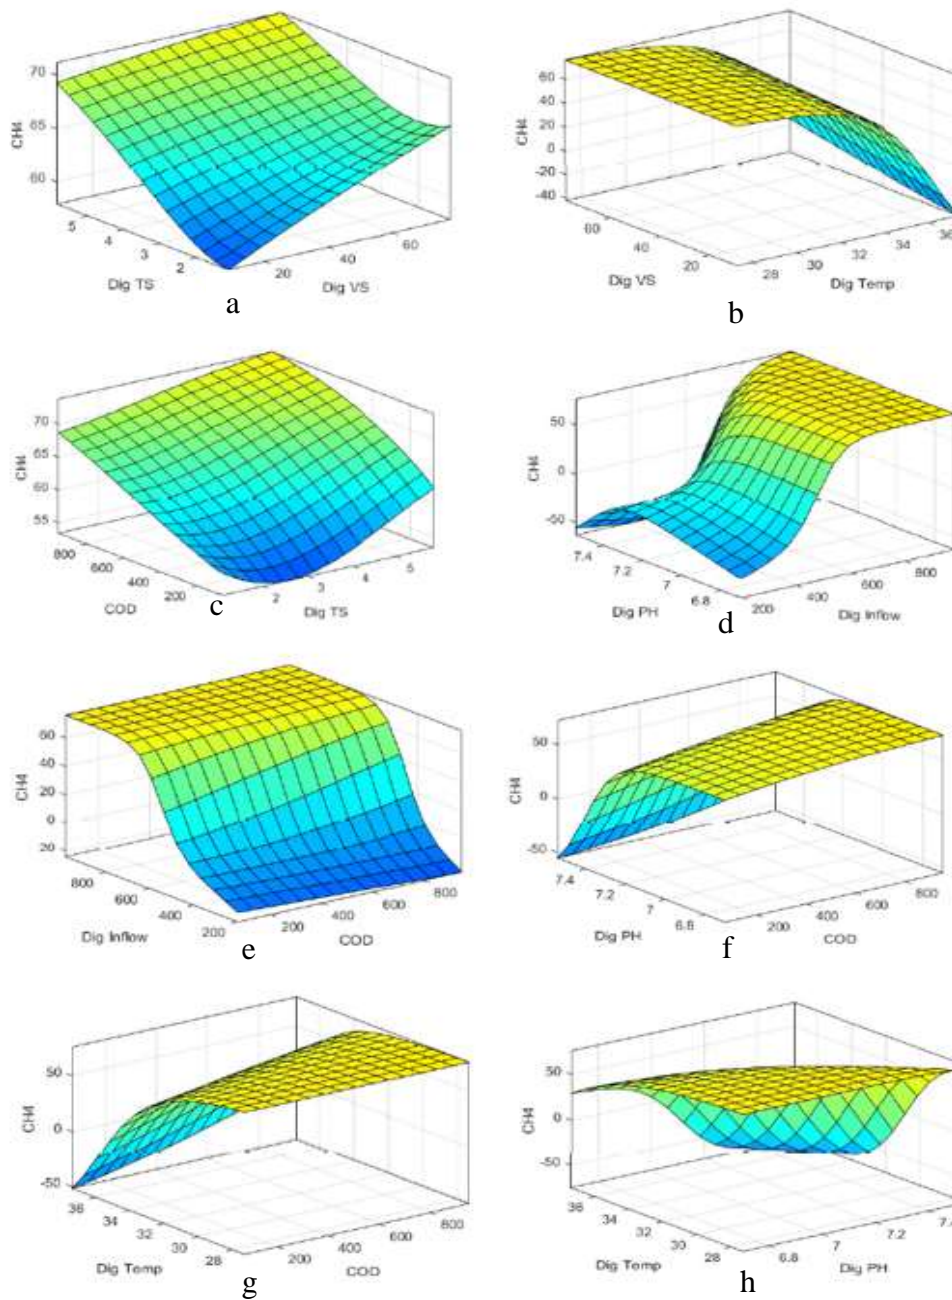 70
65
60
CH4
5
4
3
2
Dig TS
20
40
60
Dig VS
a
60
40
20
0
-20
-40
CH4
60
40
20
Dig VS
28
30
32
34
36
Dig Temp
b
70
65
60
55
CH4
800
600
400
200
COD
2
3
4
5
Dig TS
c
50
0
-50
CH4
7.4
7.2
7
6.8
Dig PH
200
400
600
800
Dig Inflow
d
60
40
20
0
20
CH4
800
600
400
200
Dig Inflow
200
400
600
800
COD
e
50
0
-50
CH4
7.4
7.2
7
6.8
Dig PH
200
400
600
800
COD
f
50
0
-50
CH4
36
34
32
30
28
Dig Temp
200
400
600
800
COD
g
50
0
-50
CH4
36
34
32
30
28
Dig Temp
6.8
7
7.2
7.4
Dig PH
h